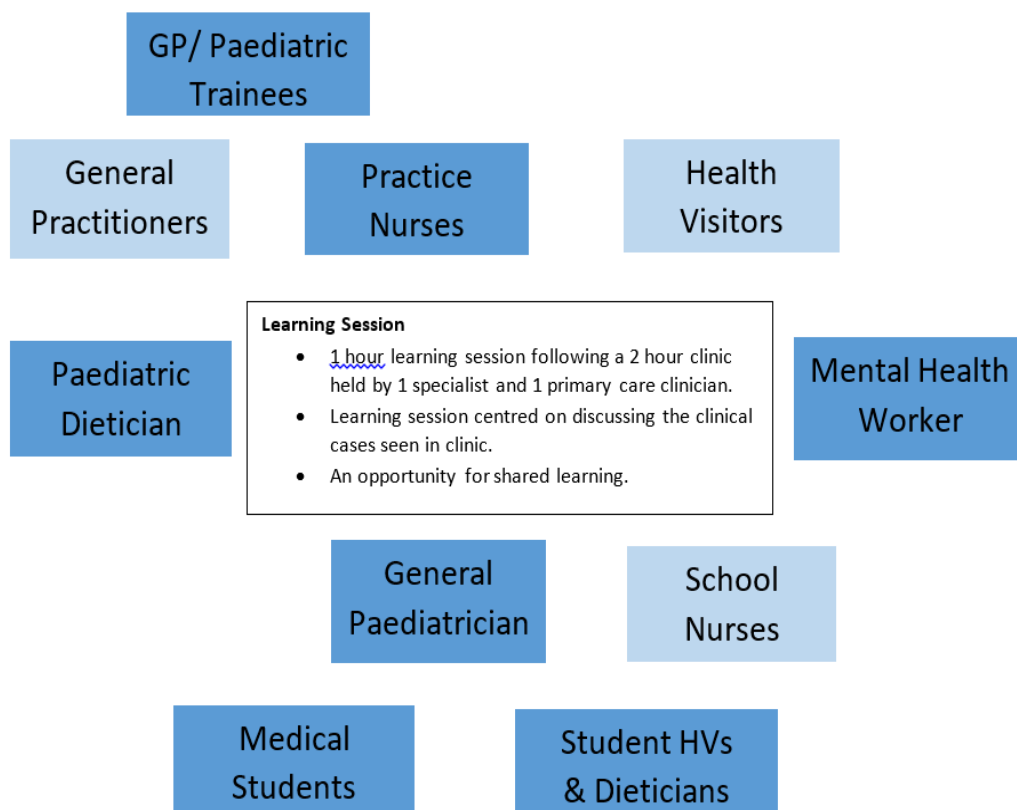 GP/ Paediatric
Trainees
General
Practitioners
Practice
Nurses
Health
Visitors
Paediatric
Dietician
Learning Session
• 1 hour learning session following a 2 hour clinic
held by 1 specialist and 1 primary care clinician.
• Learning session centred on discussing the clinical
cases seen in clinic.
• An opportunity for shared learning.
Mental Health
Worker
General
Paediatrician
School
Nurses
Medical
Students
Student HVs
& Dieticians